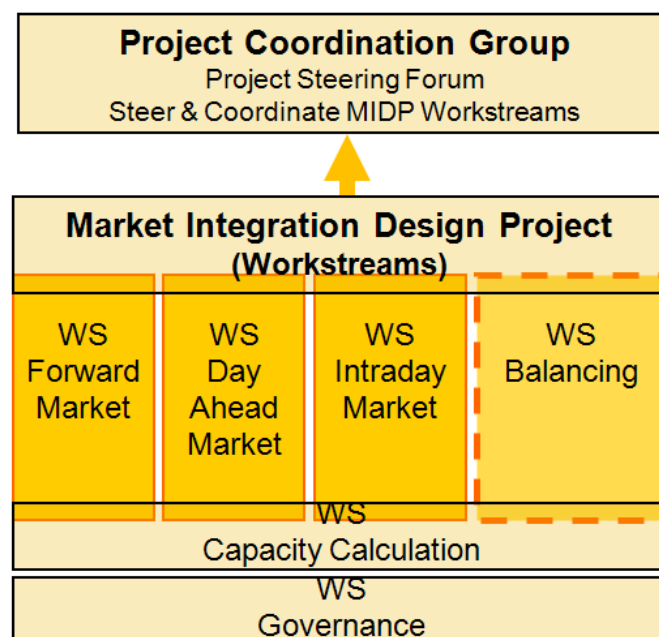 Project Coordination Group
Project Steering Forum
Steer & Coordinate MIDP Workstreams
Market Integration Design Project
(Workstreams)
WS
Forward
Market
WS
Day
Ahead
Market
WS
Intraday
Market
WS
Balancing
WS
Capacity Calculation
WS
Governance